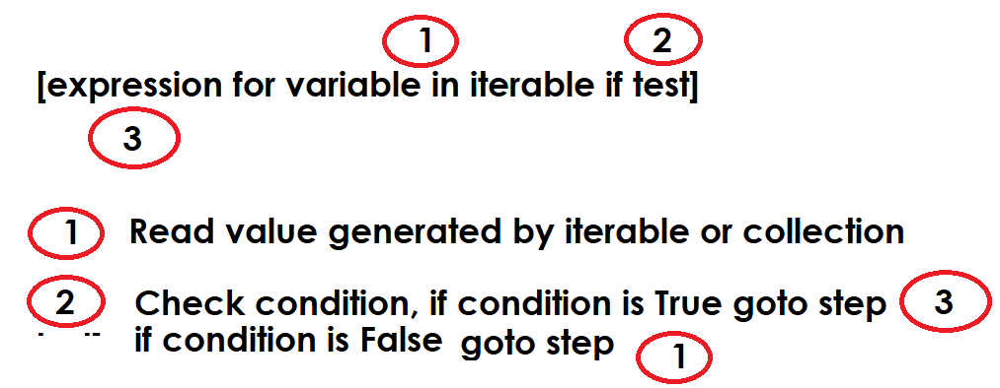 1 2
[expression for variable in iterable if test]
3
1 Read value generated by iterable or collection
2 Check condition, if condition is True goto step 3
if condition is False goto step 1